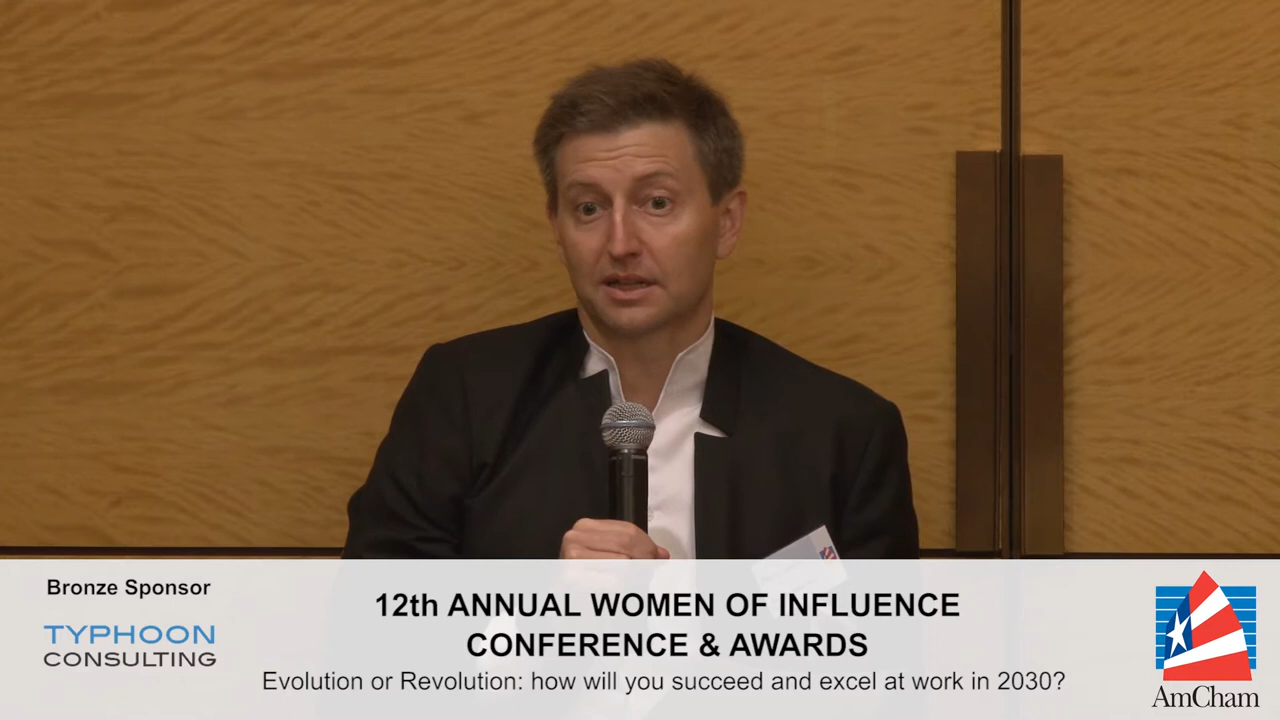 Bronze Sponsor
TYPHOON
CONSULTING
12th ANNUAL WOMEN OF INFLUENCE
CONFERENCE & AWARDS
Evolution or Revolution: how will you succeed and excel at work in 2030?
AmCham